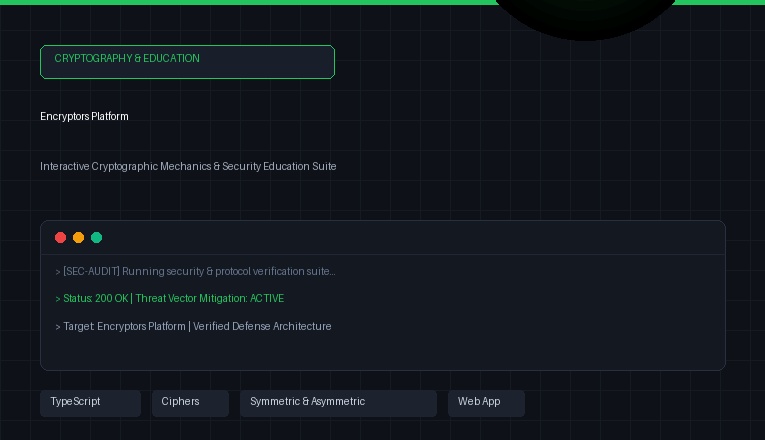 CRYPTOGRAPHY & EDUCATION
Encryptors Platform
Interactive Cryptographic Mechanics & Security Education Suite
> [SEC-AUDIT] Running security & protocol verification suite...
> Status: 200 OK | Threat Vector Mitigation: ACTIVE
> Target: Encryptors Platform | Verified Defense Architecture
TypeScript Ciphers Symmetric & Asymmetric Web App